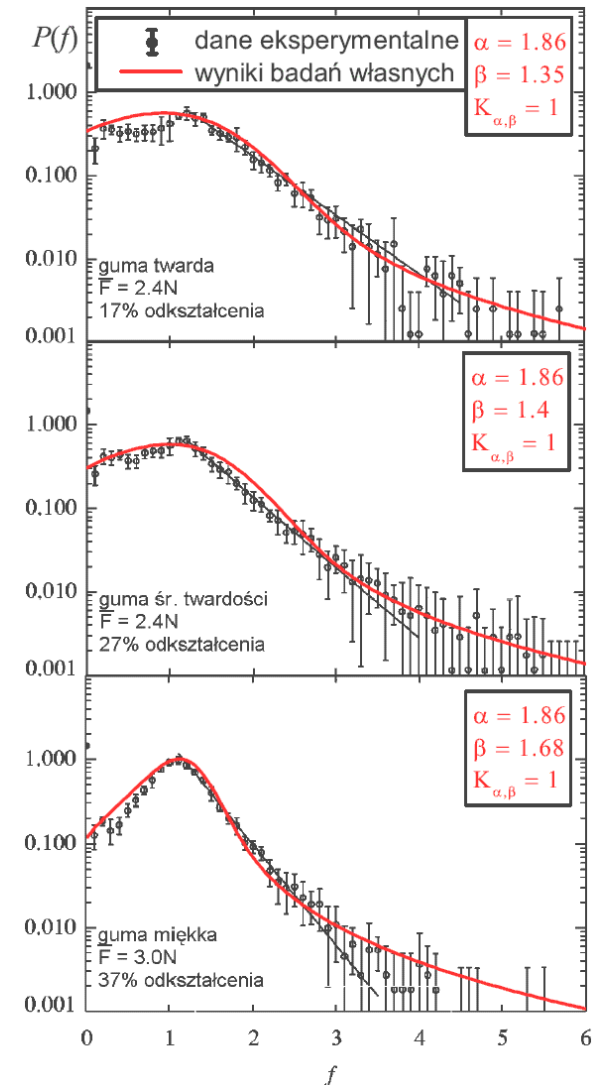 P(f)
dane eksperymentalne
wyniki badań własnych
α = 1.86
β = 1.35
K α,β = 1
1.000
0.100
0.010
0.001
guma twarda
F̅ = 2.4N
17% odkształcenia
α = 1.86
β = 1.4
K α,β = 1
1.000
0.100
0.010
0.001
guma śr. twardości
F̅ = 2.4N
27% odkształcenia
α = 1.86
β = 1.68
K α,β = 1
1.000
0.100
0.010
0.001
guma miękka
F̅ = 3.0N
37% odkształcenia
0 1 2 3 4 5 6
f